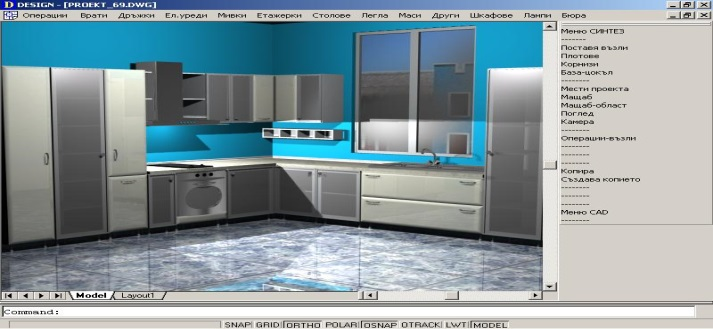 DESIGN - [PROEKT_69.DWG]
Операции Врати Дръжки Ел.уреди Мивки Етажерки Столове Легла Маси Други Шкафове Лампи Бюра
Меню СИНТЕЗ
--------
Поставя възли
Плотове
Корнизи
База-цокъл
--------
Мести проекта
Мащаб
Мащаб-област
Поглед
Камера
--------
Операции-възли
--------
--------
--------
Копира
Създава копието
--------
--------
--------
Меню CAD
--------
Model Layout1
Command:
SNAP GRID ORTHO POLAR OSNAP OTRACK LWT MODEL